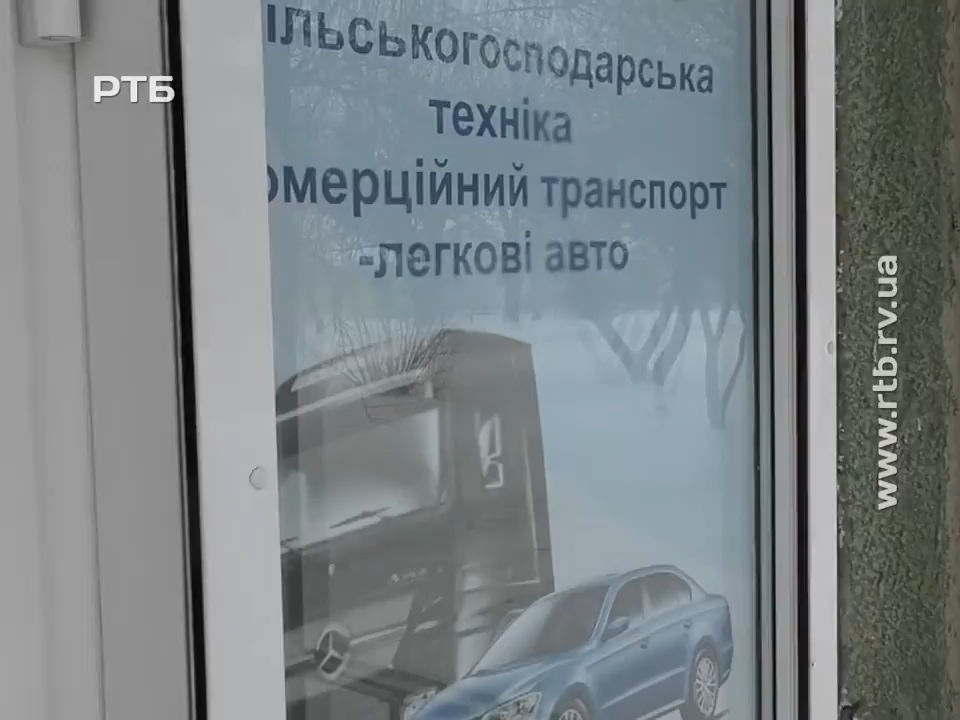 РТБ
ільськогосподарська
техніка
омерційний транспорт
-легкові авто
www.rtb.rv.ua